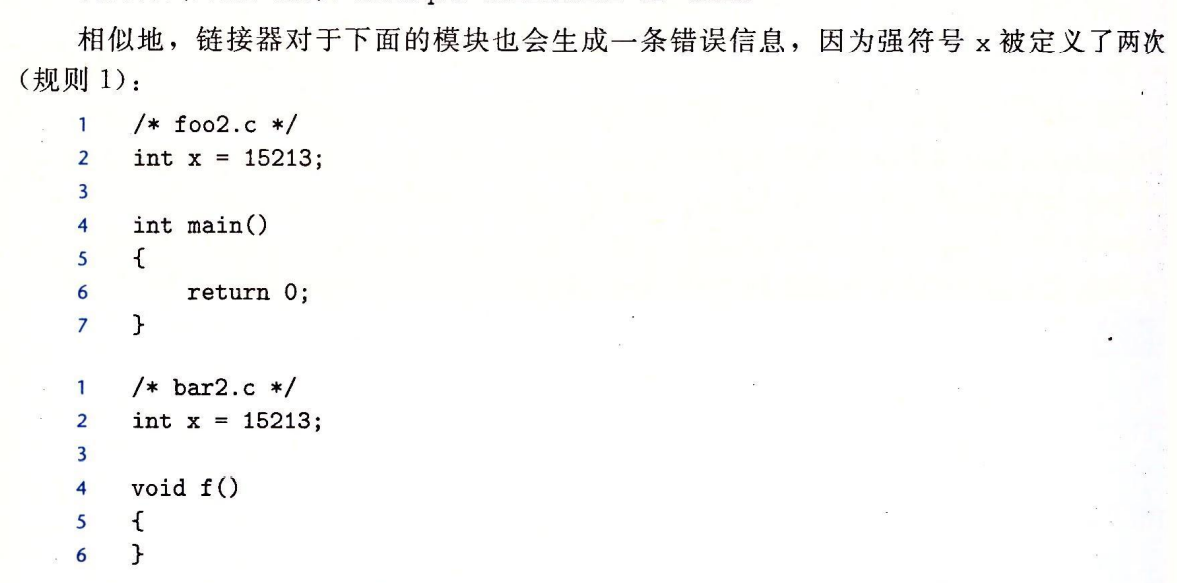 相似地，链接器对于下面的模块也会生成一条错误信息，因为强符号 x 被定义了两次
（规则 1）：
1 /* foo2.c */
2 int x = 15213;
3
4 int main()
5 {
6     return 0;
7 }
1 /* bar2.c */
2 int x = 15213;
3
4 void f()
5 {
6 }